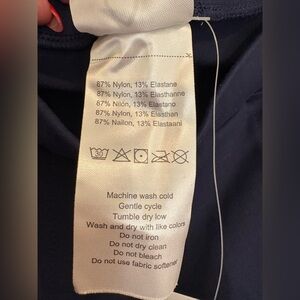 87% Nylon, 13% Elastane
87% Nylon, 13% Élasthanne
87% Nilón, 13% Elastano
87% Nylon, 13% Elasthan
87% Nailon, 13% Elastaani
30
Machine wash cold
Gentle cycle
Tumble dry low
Wash and dry with like colors
Do not iron
Do not dry clean
Do not bleach
Do not use fabric softener